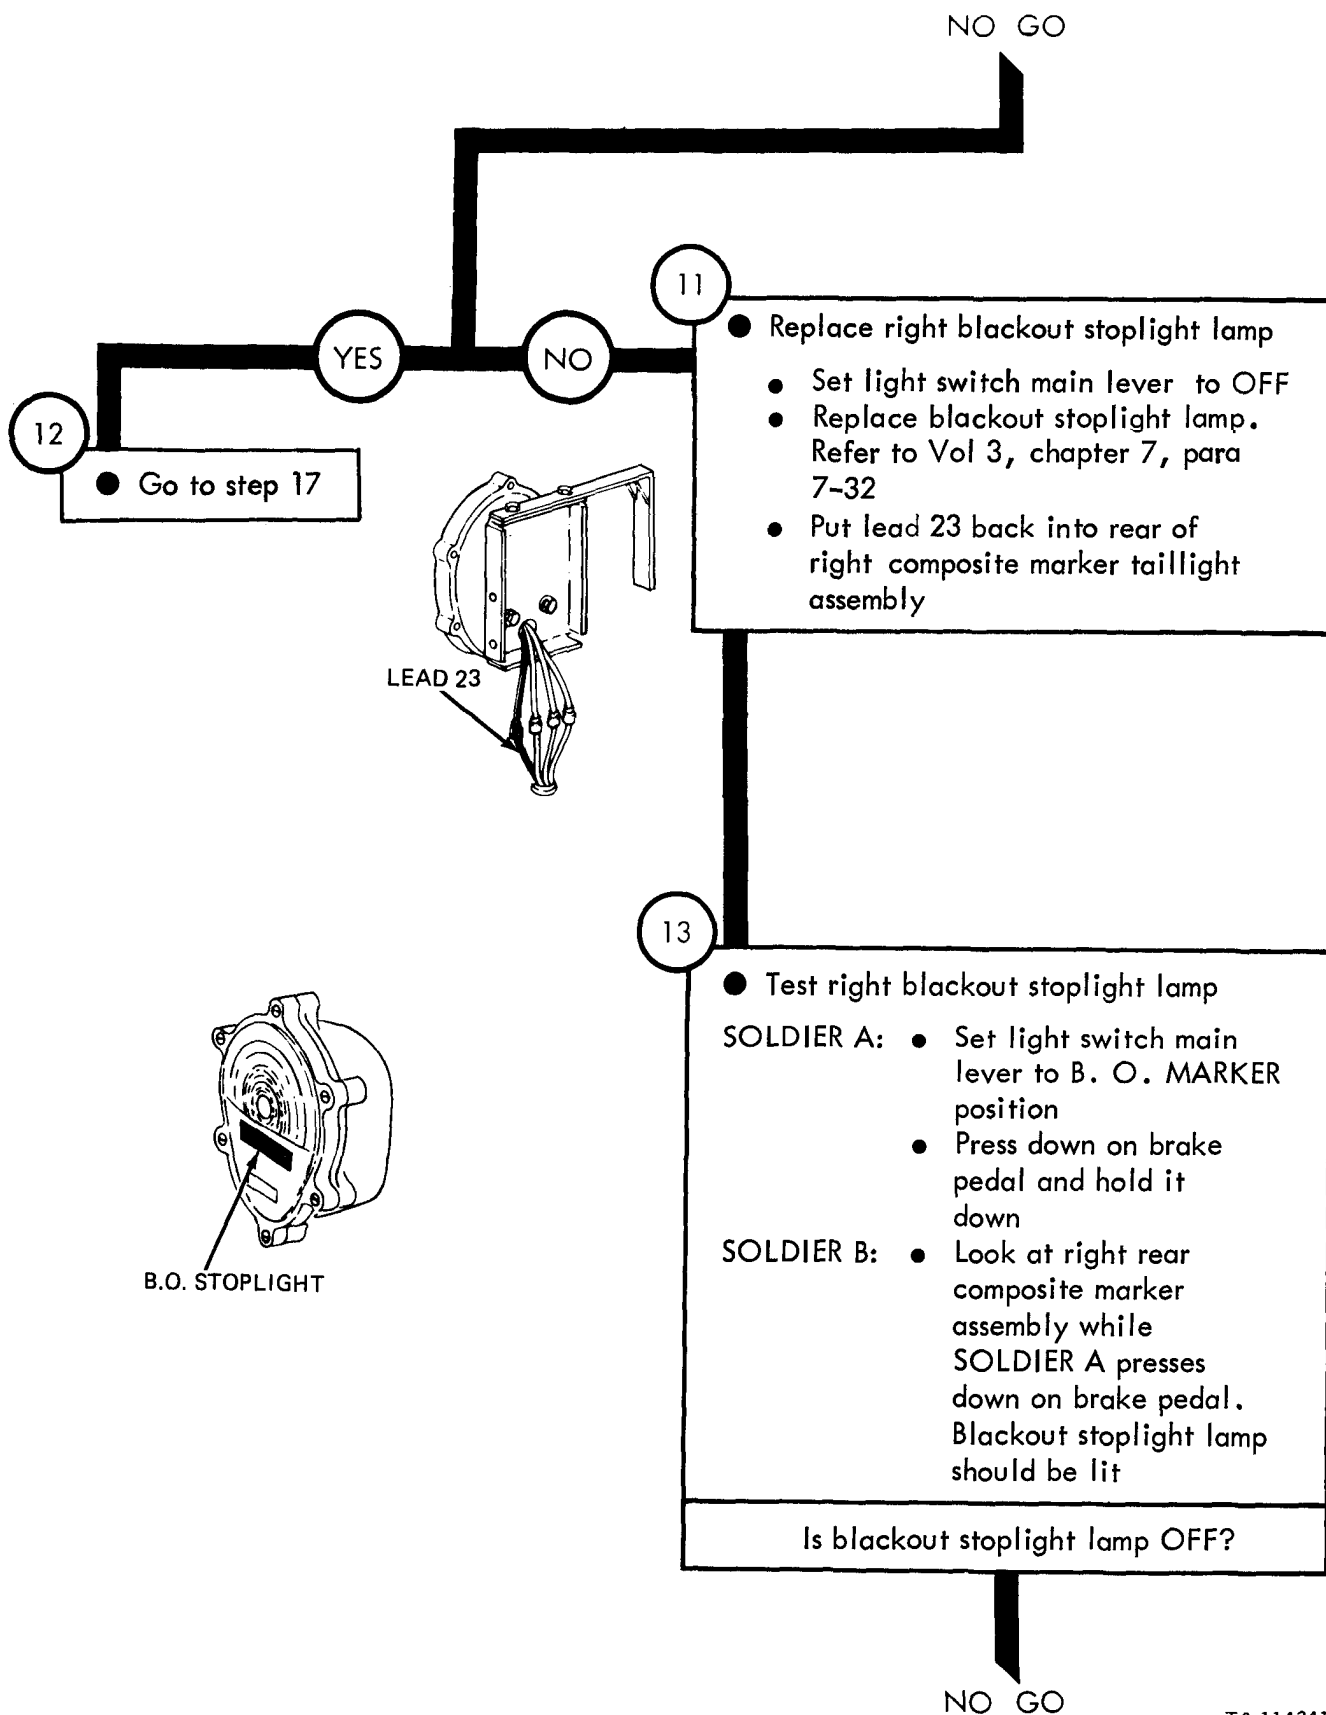 NO GO
YES
NO
11
● Replace right blackout stoplight lamp
● Set light switch main lever to OFF
● Replace blackout stoplight lamp.
Refer to Vol 3, chapter 7, para
7-32
● Put lead 23 back into rear of
right composite marker taillight
assembly
12
● Go to step 17
LEAD 23
13
● Test right blackout stoplight lamp
SOLDIER A: ● Set light switch main
lever to B. O. MARKER
position
● Press down on brake
pedal and hold it
down
SOLDIER B: ● Look at right rear
composite marker
assembly while
SOLDIER A presses
down on brake pedal.
Blackout stoplight lamp
should be lit
Is blackout stoplight lamp OFF?
B.O. STOPLIGHT
NO GO